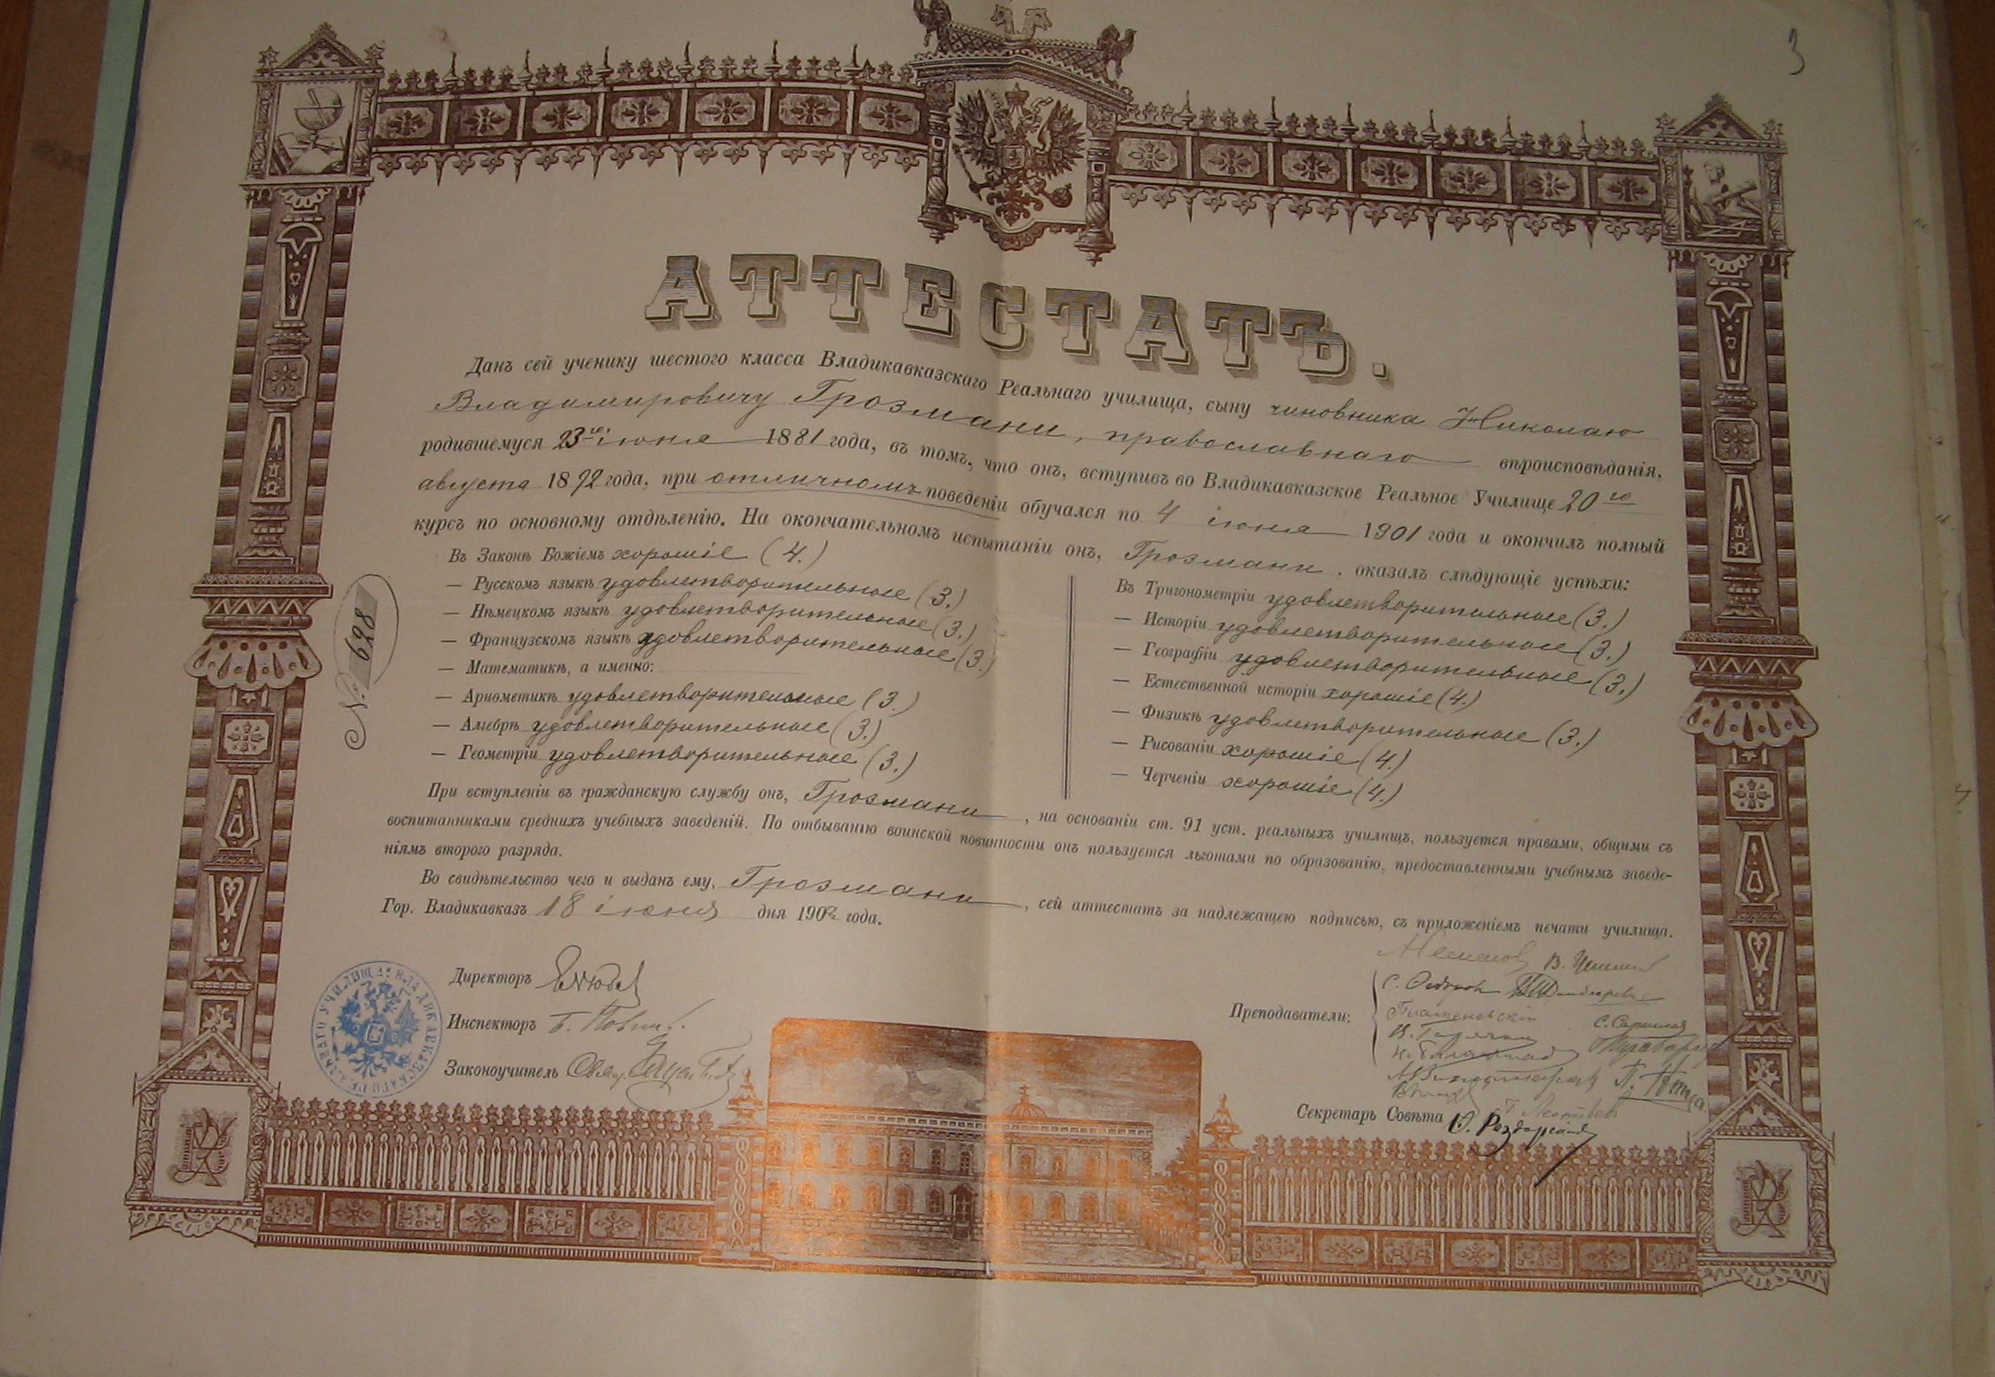 3
АТТЕСТАТЪ.
Данъ сей ученику шестого класса Владикавказскаго Реальнаго училища, сыну чиновника Николаю
Владимировичу Грозмани, православнаго вѣроисповѣданія,
родившемуся 23го іюня 1881 года, въ томъ, что онъ, вступивъ во Владикавказское Реальное Училище 20го
августа 1892 года, при отличномъ поведеніи обучался по 4 іюня 1901 года и окончилъ полный
курсъ по основному отдѣленію. На окончательномъ испытаніи онъ, Грозмани, оказалъ слѣдующіе успѣхи:
Въ Законѣ Божіемъ хорошіе (4.)
— Русскомъ языкѣ удовлетворительные (3.)
— Нѣмецкомъ языкѣ удовлетворительные (3.)
— Французскомъ языкѣ удовлетворительные (3.)
— Математикѣ, а именно:
— Ариѳметикѣ удовлетворительные (3.)
— Алгебрѣ удовлетворительные (3.)
— Геометріи удовлетворительные (3.)
Въ Тригонометріи удовлетворительные (3.)
— Исторіи удовлетворительные (3.)
— Географіи удовлетворительные (3.)
— Естественной исторіи хорошіе (4.)
— Физикѣ удовлетворительные (3.)
— Рисованіи хорошіе (4.)
— Черченіи хорошіе (4.)
№ 698
При вступленіи въ гражданскую службу онъ, Грозмани, на основаніи ст. 91 уст. реальныхъ училищъ, пользуется правами, общими съ
воспитанниками среднихъ учебныхъ заведеній. По отбыванію воинской повинности онъ пользуется льготами по образованію, предоставленными учебнымъ заведе-
ніямъ второго разряда.
Во свидѣтельство чего и выданъ ему, Грозмани, сей аттестатъ за надлежащею подписью, съ приложеніемъ печати училища.
Гор. Владикавказъ 18 іюня дня 1902 года.
Директоръ
Инспекторъ
Законоучитель
Преподаватели:
Секретарь Совѣта